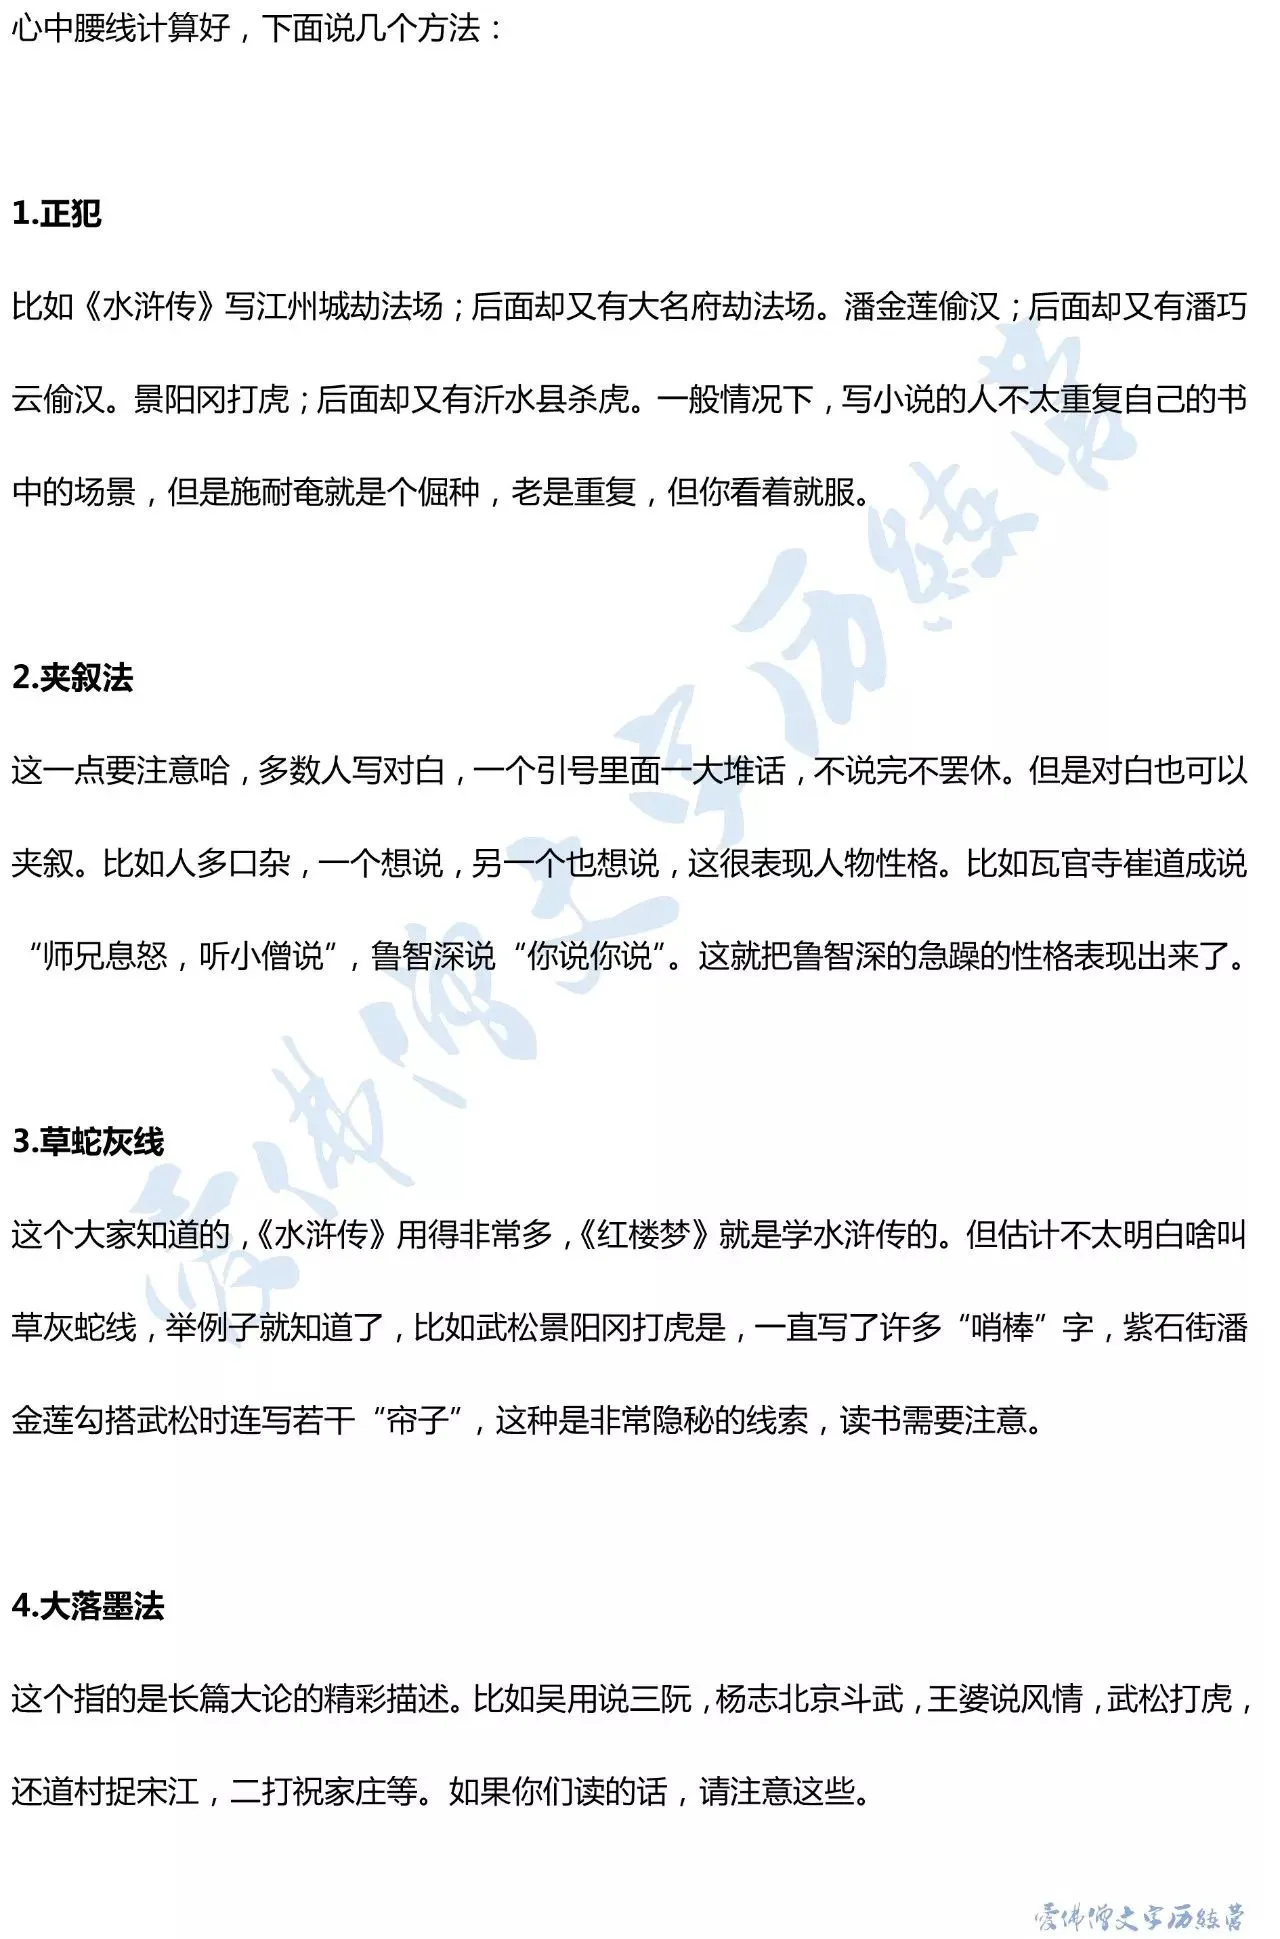 心中腰线计算好，下面说几个方法：
1.正犯
比如《水浒传》写江州城劫法场；后面却又有大名府劫法场。潘金莲偷汉；后面却又有潘巧
云偷汉。景阳冈打虎；后面却又有沂水县杀虎。一般情况下，写小说的人不太重复自己的书
中的场景，但是施耐奄就是个倔种，老是重复，但你看着就服。
2.夹叙法
这一点要注意哈，多数人写对白，一个引号里面一大堆话，不说完不罢休。但是对白也可以
夹叙。比如人多口杂，一个想说，另一个也想说，这很表现人物性格。比如瓦官寺崔道成说
“师兄息怒，听小僧说”，鲁智深说“你说你说”。这就把鲁智深的急躁的性格表现出来了。
3.草蛇灰线
这个大家知道的，《水浒传》用得非常多，《红楼梦》就是学水浒传的。但估计不太明白啥叫
草灰蛇线，举例子就知道了，比如武松景阳冈打虎是，一直写了许多“哨棒”字，紫石街潘
金莲勾搭武松时连写若干“帘子”，这种是非常隐秘的线索，读书需要注意。
4.大落墨法
这个指的是长篇大论的精彩描述。比如吴用说三阮，杨志北京斗武，王婆说风情，武松打虎，
还道村捉宋江，二打祝家庄等。如果你们读的话，请注意这些。
爱佛僧文字历练营